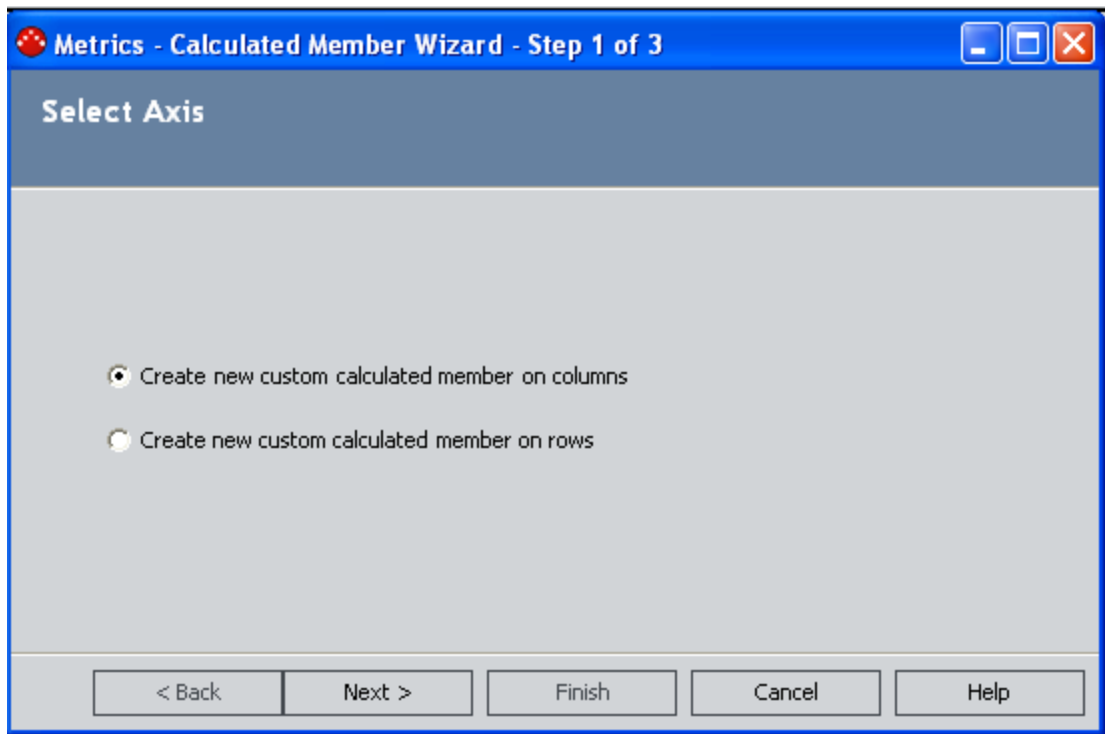 Metrics - Calculated Member Wizard - Step 1 of 3
Select Axis
Create new custom calculated member on columns
Create new custom calculated member on rows
< Back Next > Finish Cancel Help